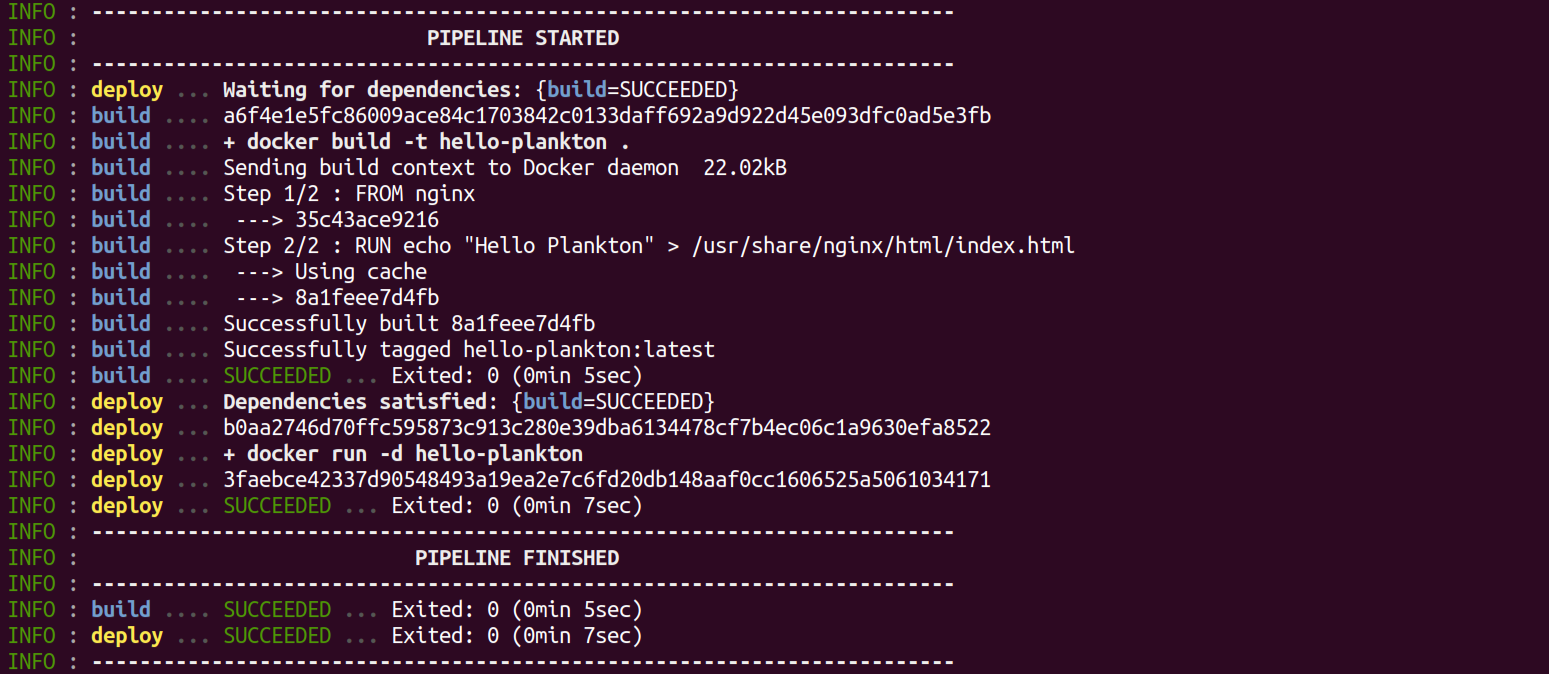 INFO : ------------------------------------------------------------------------
INFO :                             PIPELINE STARTED
INFO : ------------------------------------------------------------------------
INFO : deploy ... Waiting for dependencies: {build=SUCCEEDED}
INFO : build .... a6f4e1e5fc86009ace84c1703842c0133daff692a9d922d45e093dfc0ad5e3fb
INFO : build .... + docker build -t hello-plankton .
INFO : build .... Sending build context to Docker daemon  22.02kB
INFO : build .... Step 1/2 : FROM nginx
INFO : build ....  ---> 35c43ace9216
INFO : build .... Step 2/2 : RUN echo "Hello Plankton" > /usr/share/nginx/html/index.html
INFO : build ....  ---> Using cache
INFO : build ....  ---> 8a1feee7d4fb
INFO : build .... Successfully built 8a1feee7d4fb
INFO : build .... Successfully tagged hello-plankton:latest
INFO : build .... SUCCEEDED ... Exited: 0 (0min 5sec)
INFO : deploy ... Dependencies satisfied: {build=SUCCEEDED}
INFO : deploy ... b0aa2746d70ffc595873c913c280e39dba6134478cf7b4ec06c1a9630efa8522
INFO : deploy ... + docker run -d hello-plankton
INFO : deploy ... 3faebce42337d90548493a19ea2e7c6fd20db148aaf0cc1606525a5061034171
INFO : deploy ... SUCCEEDED ... Exited: 0 (0min 7sec)
INFO : ------------------------------------------------------------------------
INFO :                            PIPELINE FINISHED
INFO : ------------------------------------------------------------------------
INFO : build .... SUCCEEDED ... Exited: 0 (0min 5sec)
INFO : deploy ... SUCCEEDED ... Exited: 0 (0min 7sec)
INFO : ------------------------------------------------------------------------